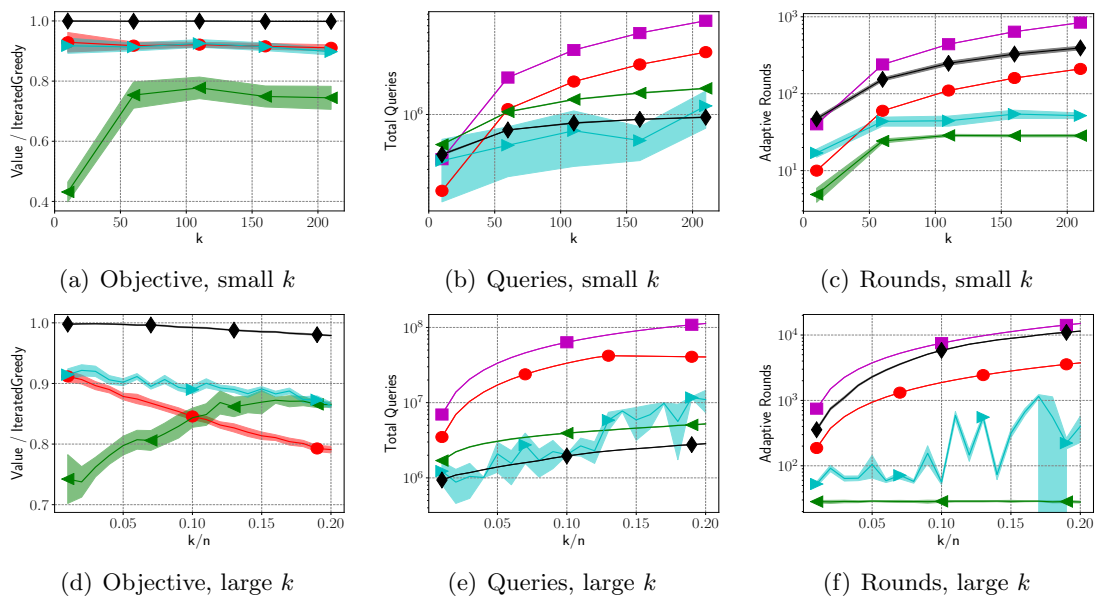 Value / IteratedGreedy
1.0
0.8
0.6
0.4
0 50 100 150 200
k
(a) Objective, small k
Total Queries
10^6
0 50 100 150 200
k
(b) Queries, small k
Adaptive Rounds
10^3
10^2
10^1
0 50 100 150 200
k
(c) Rounds, small k
Value / IteratedGreedy
1.0
0.9
0.8
0.7
0.05 0.10 0.15 0.20
k/n
(d) Objective, large k
Total Queries
10^8
10^7
10^6
0.05 0.10 0.15 0.20
k/n
(e) Queries, large k
Adaptive Rounds
10^4
10^3
10^2
0.05 0.10 0.15 0.20
k/n
(f) Rounds, large k